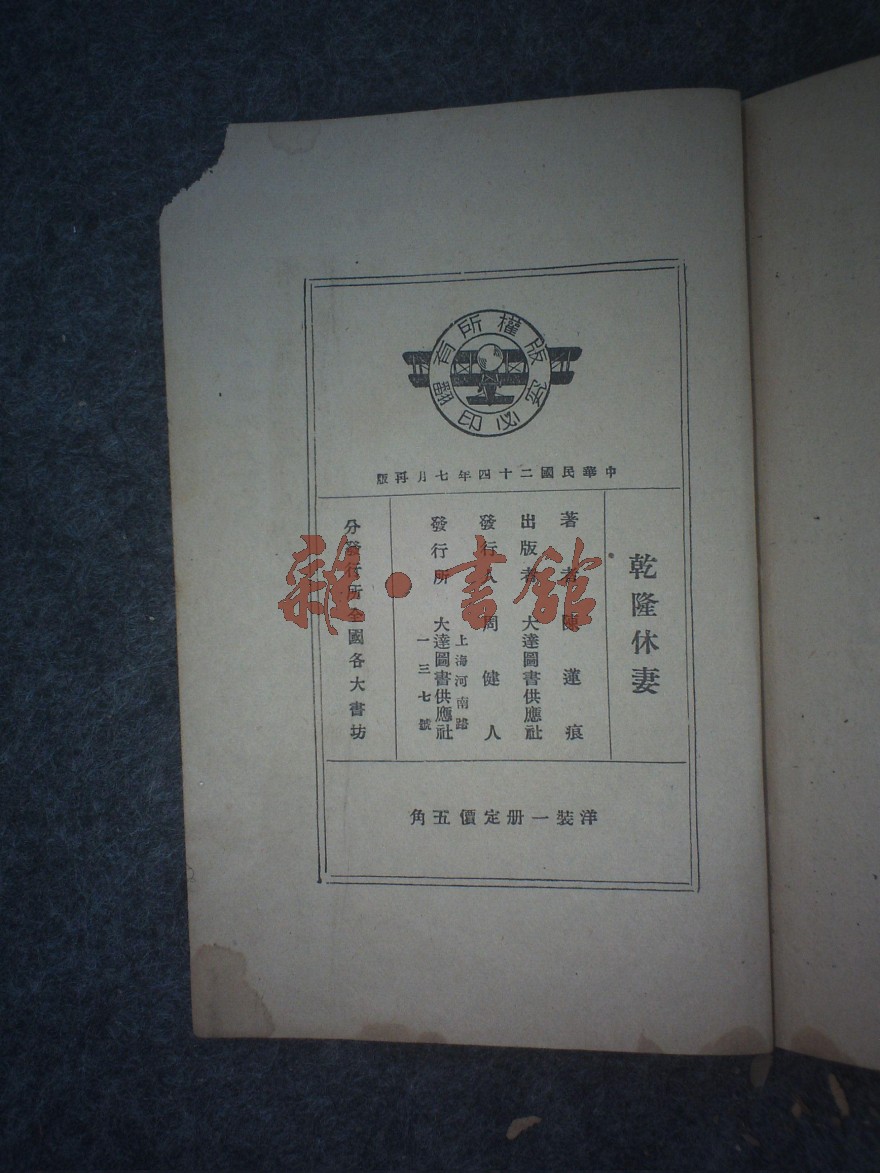 版權所有
翻印必究
中華民國二十四年七月再版
乾隆休妻
著者 陳蓮痕
出版者 大達圖書供應社
發行人 周健人
發行所 大達圖書供應社
上海河南路
一三七號
分發行所 全國各大書坊
洋裝一册定價五角
雜·書館